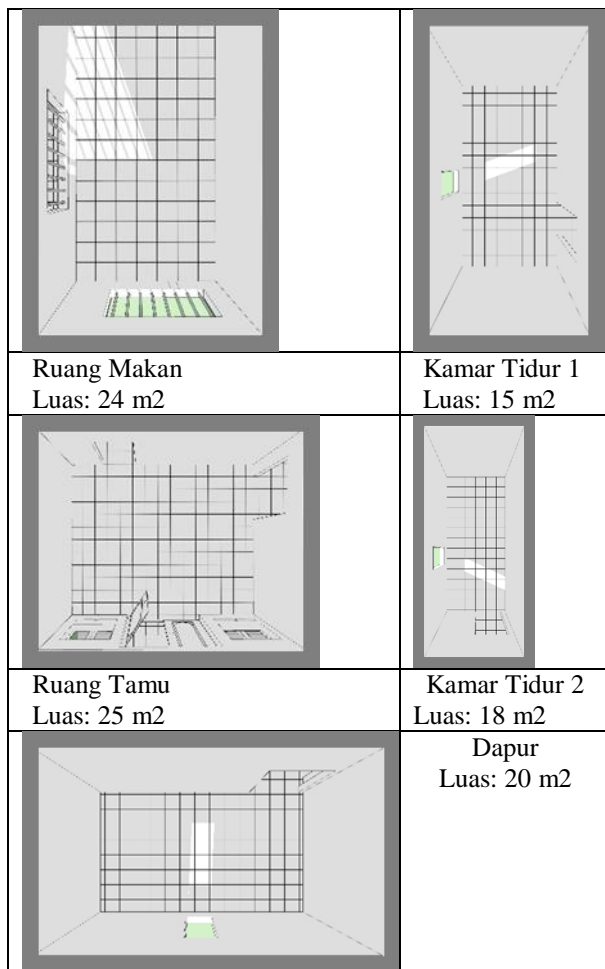 Ruang Makan
Luas: 24 m2
Kamar Tidur 1
Luas: 15 m2
Ruang Tamu
Luas: 25 m2
Kamar Tidur 2
Luas: 18 m2
Dapur
Luas: 20 m2